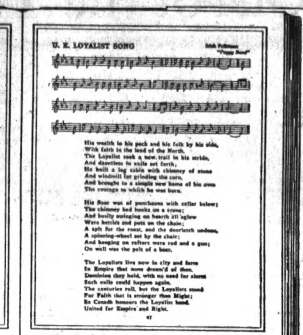 U. E. LOYALIST SONG
Irish Folktune
"Peggy Band"
His wealth in his pack and his folk by his side,
With faith in the land of the North,
The Loyalist took a new trail in his stride,
And dauntless to exile set forth;
He built a log cabin with chimney of stone
And windmill for grinding the corn,
And brought to a simple new home of his own
The courage to which he was born.
His floor was of puncheons with cellar below;
The chimney had hooks on a crane;
And busily swinging on hearth all aglow
Were kettles and pots on the chain;
A spit for the roast, and the doorlatch undone,
A spinning-wheel set by the chair;
And hanging on rafters were rod and a gun;
On wall was the pelt of a bear.
The Loyalists live now in city and farm
In Empire that none dream'd of then,
Dominion they hold, with no need for alarm
Such exile could happen again.
The centuries roll, but the Loyalists stand
For Faith that is stronger than Might;
So Canada honours the Loyalist band,
United for Empire and Right.
47